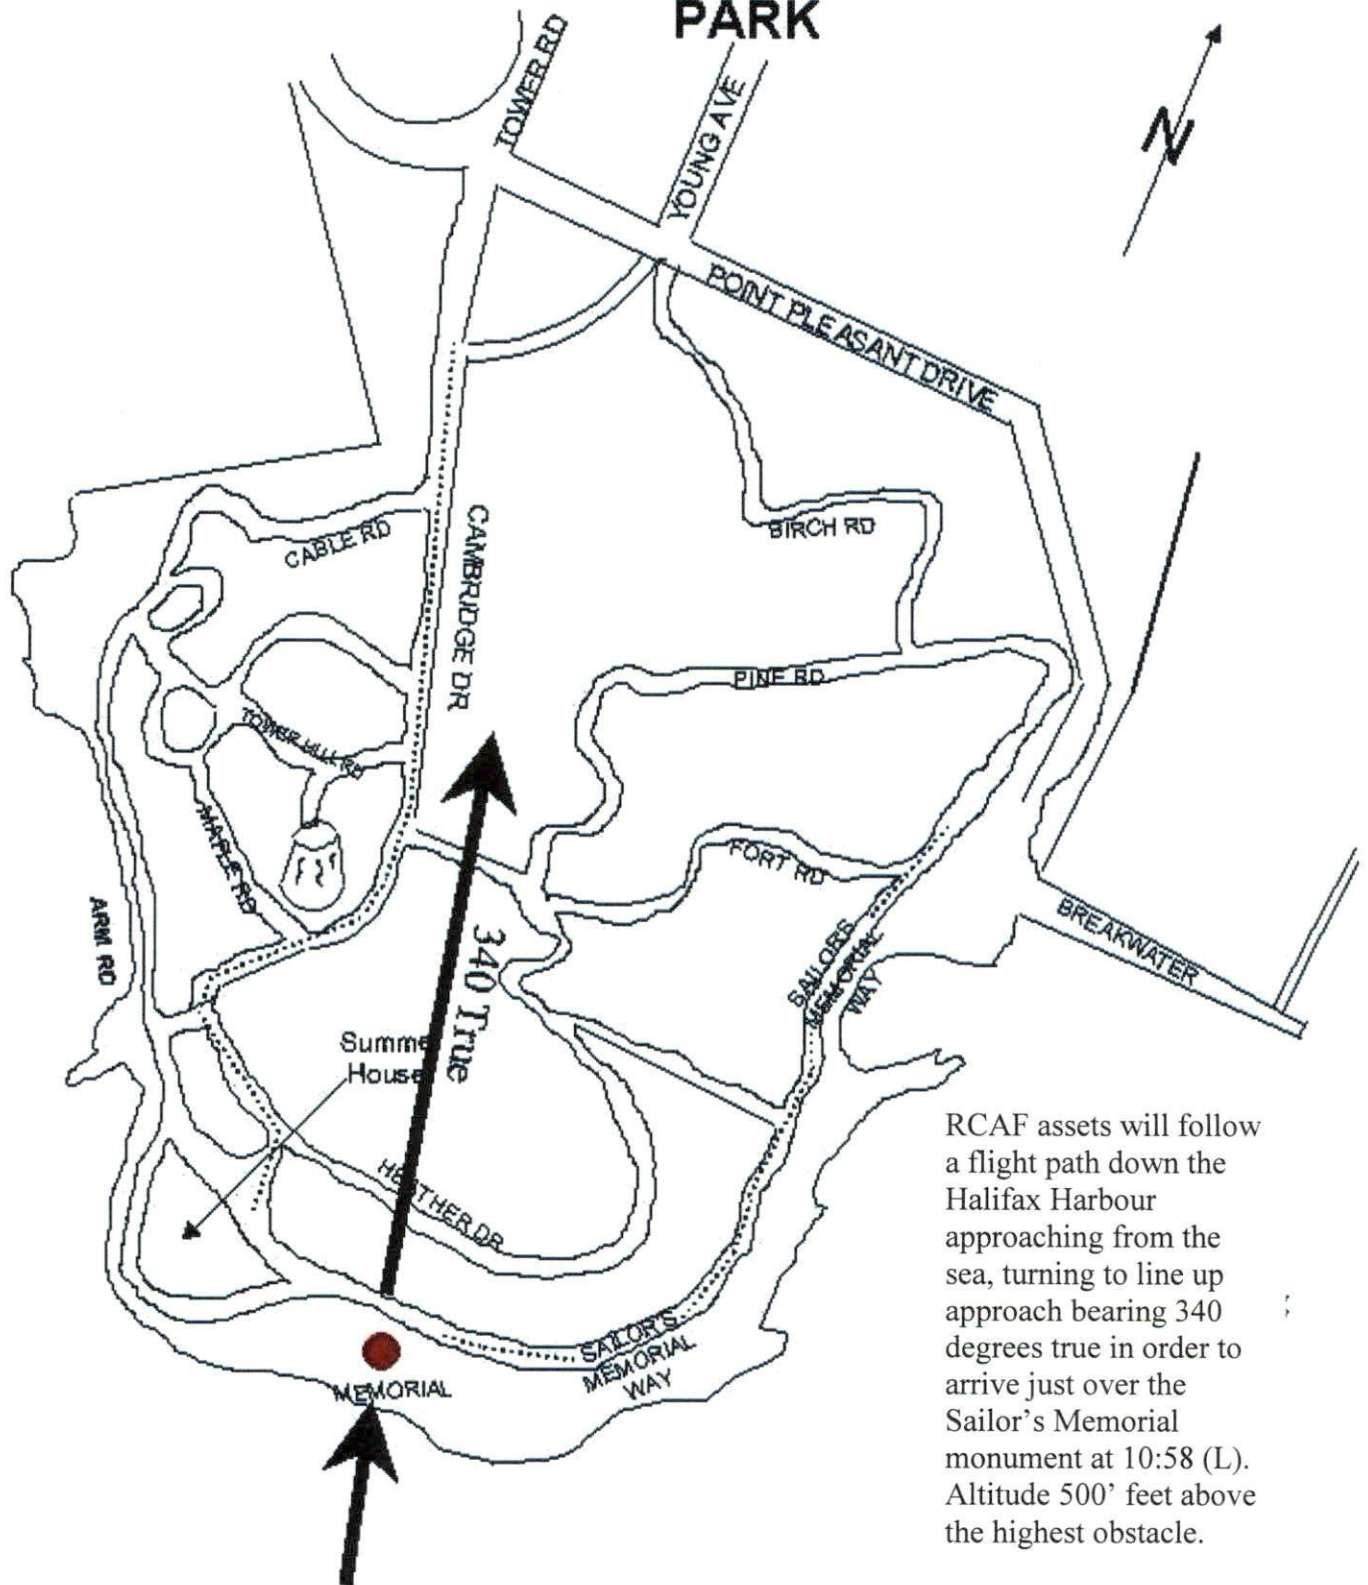 PARK
TOWER RD
YOUNG AVE
N
POINT PLEASANT DRIVE
CABLE RD
CAMBRIDGE DR
BIRCH RD
PINE RD
TOWER HILL RD
MAPLE RD
FORT RD
ARM RD
BREAKWATER
SAILORS
MEMORIAL
WAY
340 True
Summe
House
HEATHER DR
SAILOR'S
MEMORIAL
WAY
MEMORIAL
RCAF assets will follow
a flight path down the
Halifax Harbour
approaching from the
sea, turning to line up
approach bearing 340
degrees true in order to
arrive just over the
Sailor's Memorial
monument at 10:58 (L).
Altitude 500' feet above
the highest obstacle.